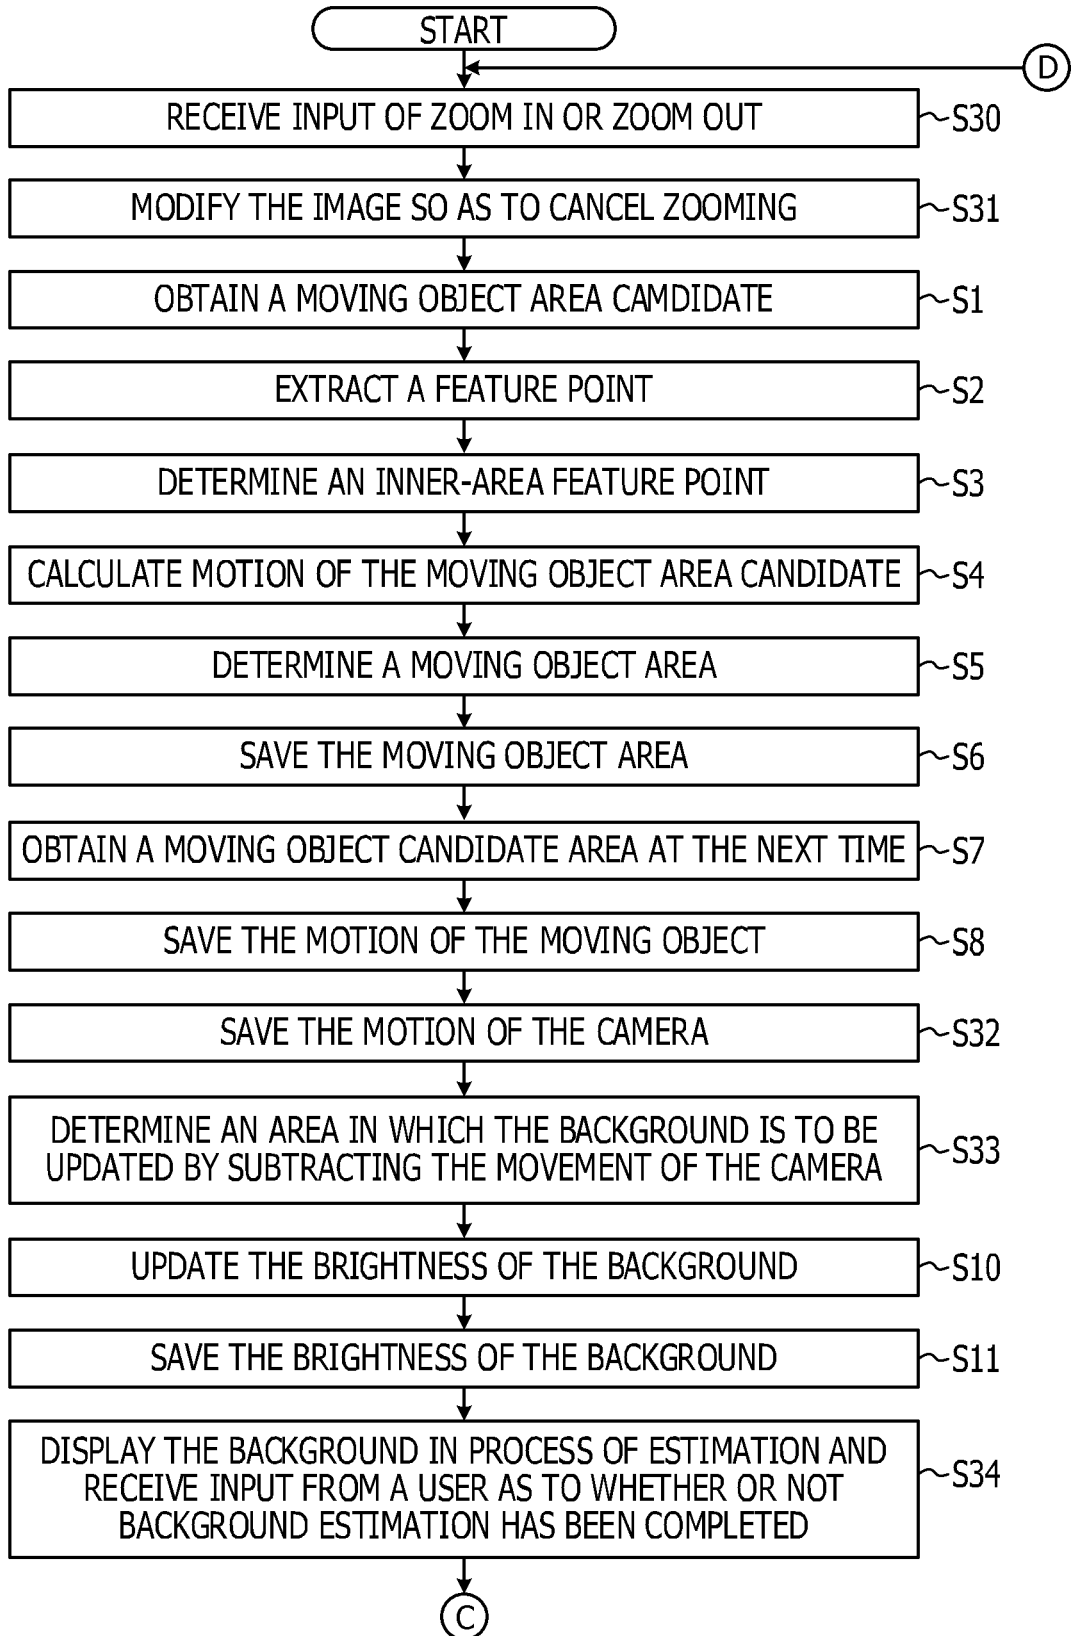 START
D
RECEIVE INPUT OF ZOOM IN OR ZOOM OUT
S30
MODIFY THE IMAGE SO AS TO CANCEL ZOOMING
S31
OBTAIN A MOVING OBJECT AREA CAMDIDATE
S1
EXTRACT A FEATURE POINT
S2
DETERMINE AN INNER-AREA FEATURE POINT
S3
CALCULATE MOTION OF THE MOVING OBJECT AREA CANDIDATE
S4
DETERMINE A MOVING OBJECT AREA
S5
SAVE THE MOVING OBJECT AREA
S6
OBTAIN A MOVING OBJECT CANDIDATE AREA AT THE NEXT TIME
S7
SAVE THE MOTION OF THE MOVING OBJECT
S8
SAVE THE MOTION OF THE CAMERA
S32
DETERMINE AN AREA IN WHICH THE BACKGROUND IS TO BE
UPDATED BY SUBTRACTING THE MOVEMENT OF THE CAMERA
S33
UPDATE THE BRIGHTNESS OF THE BACKGROUND
S10
SAVE THE BRIGHTNESS OF THE BACKGROUND
S11
DISPLAY THE BACKGROUND IN PROCESS OF ESTIMATION AND
RECEIVE INPUT FROM A USER AS TO WHETHER OR NOT
BACKGROUND ESTIMATION HAS BEEN COMPLETED
S34
C